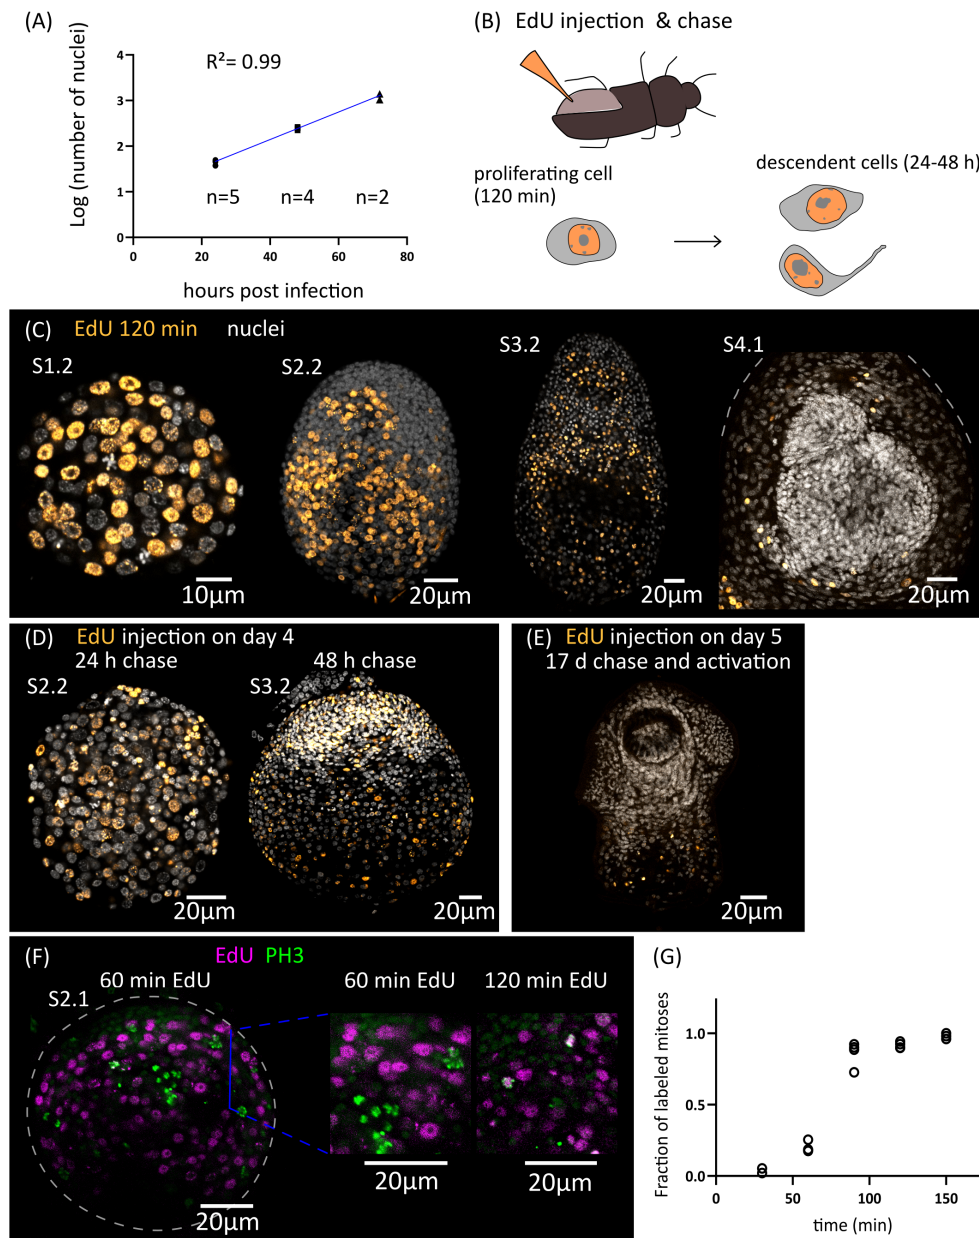 (A)
Log (number of nuclei)
4
3
2
1
0
R²= 0.99
n=5 n=4 n=2
0 20 40 60 80
hours post infection
(B) EdU injection & chase
proliferating cell
(120 min)
descendent cells (24-48 h)
(C) EdU 120 min nuclei
S1.2
S2.2
S3.2
S4.1
10µm
20µm
20µm
20µm
(D) EdU injection on day 4
24 h chase
48 h chase
S2.2
S3.2
20µm
20µm
(E) EdU injection on day 5
17 d chase and activation
20µm
(F) EdU PH3
60 min EdU
S2.1
20µm
60 min EdU
120 min EdU
20µm
20µm
(G)
Fraction of labeled mitoses
1.0
0.5
0.0
0 50 100 150
time (min)